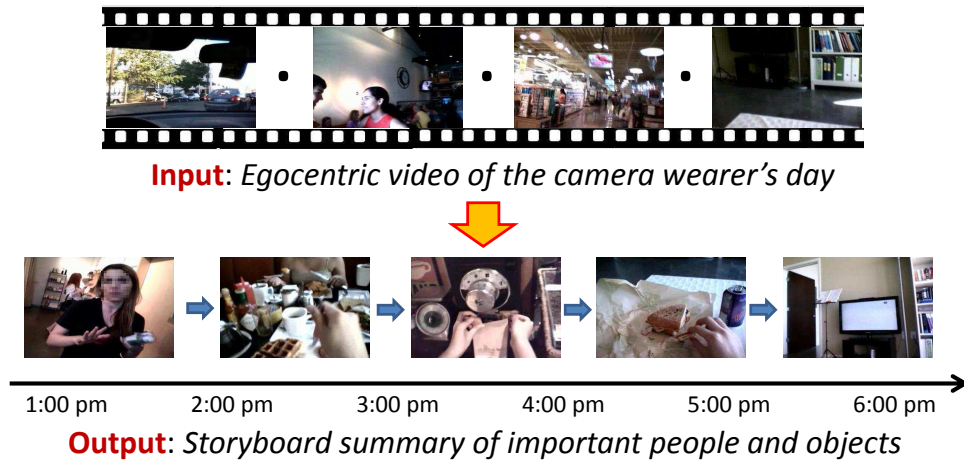 Input: Egocentric video of the camera wearer's day
1:00 pm 2:00 pm 3:00 pm 4:00 pm 5:00 pm 6:00 pm
Output: Storyboard summary of important people and objects